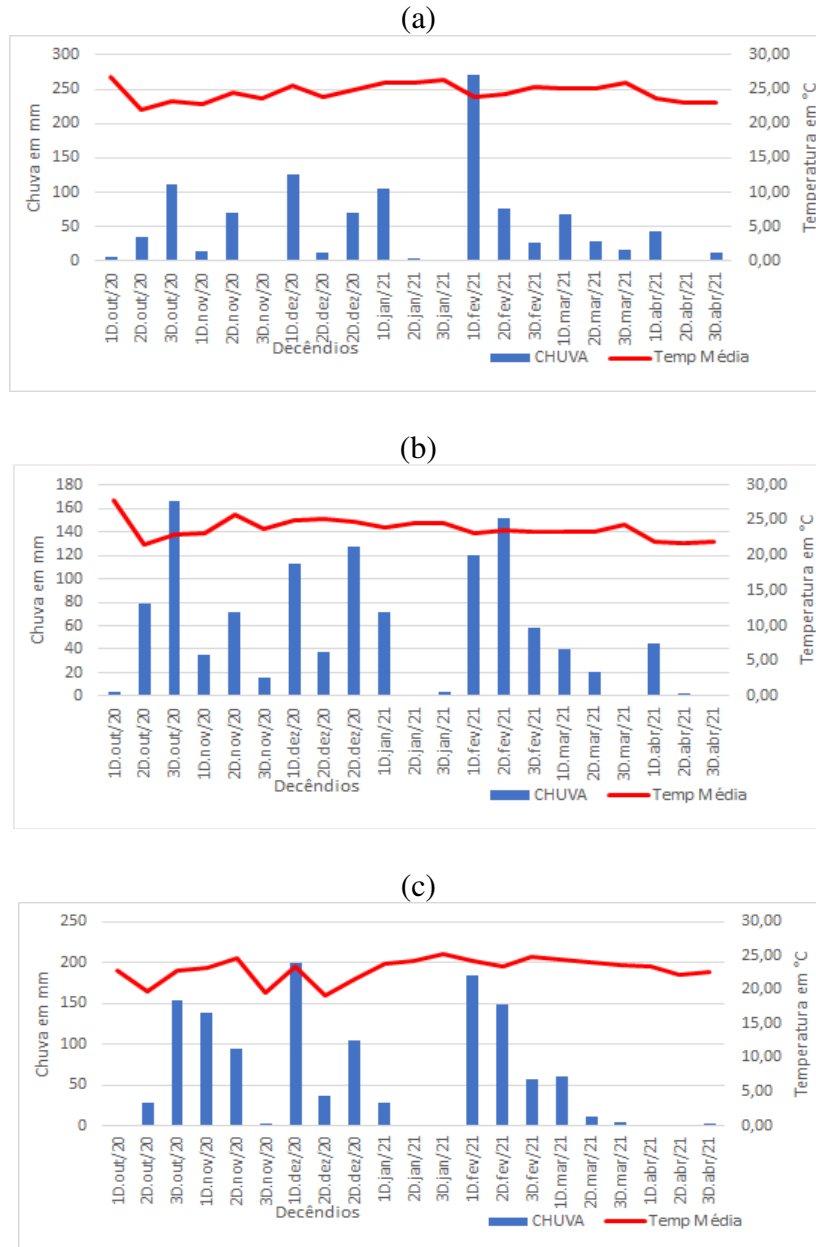 (a)
Chuva em mm
300
250
200
150
100
50
0
30,00
25,00
20,00
15,00
10,00
5,00
0,00
Temperatura em °C
1D.out/20
2D.out/20
3D.out/20
1D.nov/20
2D.nov/20
3D.nov/20
1D.dez/20
2D.dez/20
2D.dez/20
1D.jan/21
2D.jan/21
3D.jan/21
1D.fev/21
2D.fev/21
3D.fev/21
1D.mar/21
2D.mar/21
3D.mar/21
1D.abr/21
2D.abr/21
3D.abr/21
Decêndios
CHUVA
Temp Média
(b)
Chuva em mm
180
160
140
120
100
80
60
40
20
0
30,00
25,00
20,00
15,00
10,00
5,00
0,00
Temperatura em °C
1D.out/20
2D.out/20
3D.out/20
1D.nov/20
2D.nov/20
3D.nov/20
1D.dez/20
2D.dez/20
2D.dez/20
1D.jan/21
2D.jan/21
3D.jan/21
1D.fev/21
2D.fev/21
3D.fev/21
1D.mar/21
2D.mar/21
3D.mar/21
1D.abr/21
2D.abr/21
3D.abr/21
Decêndios
CHUVA
Temp Média
(c)
Chuva em mm
250
200
150
100
50
0
30,00
25,00
20,00
15,00
10,00
5,00
0,00
Temperatura em °C
1D.out/20
2D.out/20
3D.out/20
1D.nov/20
2D.nov/20
3D.nov/20
1D.dez/20
2D.dez/20
2D.dez/20
1D.jan/21
2D.jan/21
3D.jan/21
1D.fev/21
2D.fev/21
3D.fev/21
1D.mar/21
2D.mar/21
3D.mar/21
1D.abr/21
2D.abr/21
3D.abr/21
Decêndios
CHUVA
Temp Média